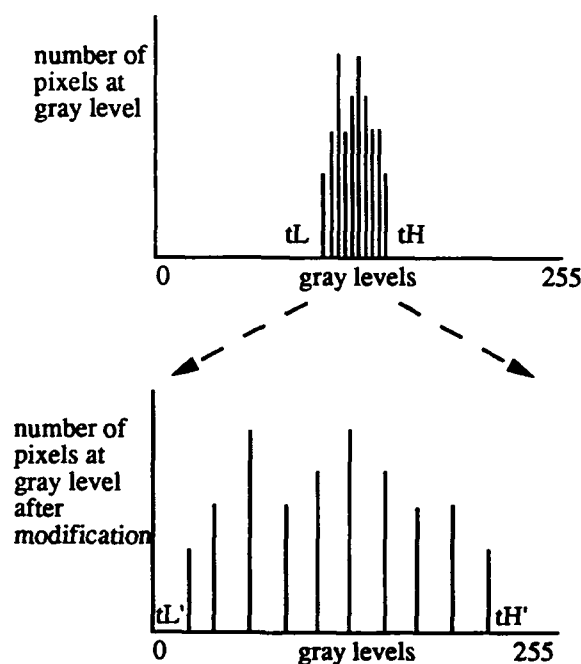 number of
pixels at
gray level
tL tH
0 gray levels 255
number of
pixels at
gray level
after
modification
tL' tH'
0 gray levels 255